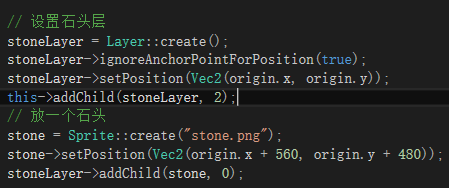 // 设置石头层
stoneLayer = Layer::create();
stoneLayer->ignoreAnchorPointForPosition(true);
stoneLayer->setPosition(Vec2(origin.x, origin.y));
this->addChild(stoneLayer, 2);
// 放一个石头
stone = Sprite::create("stone.png");
stone->setPosition(Vec2(origin.x + 560, origin.y + 480));
stoneLayer->addChild(stone, 0);